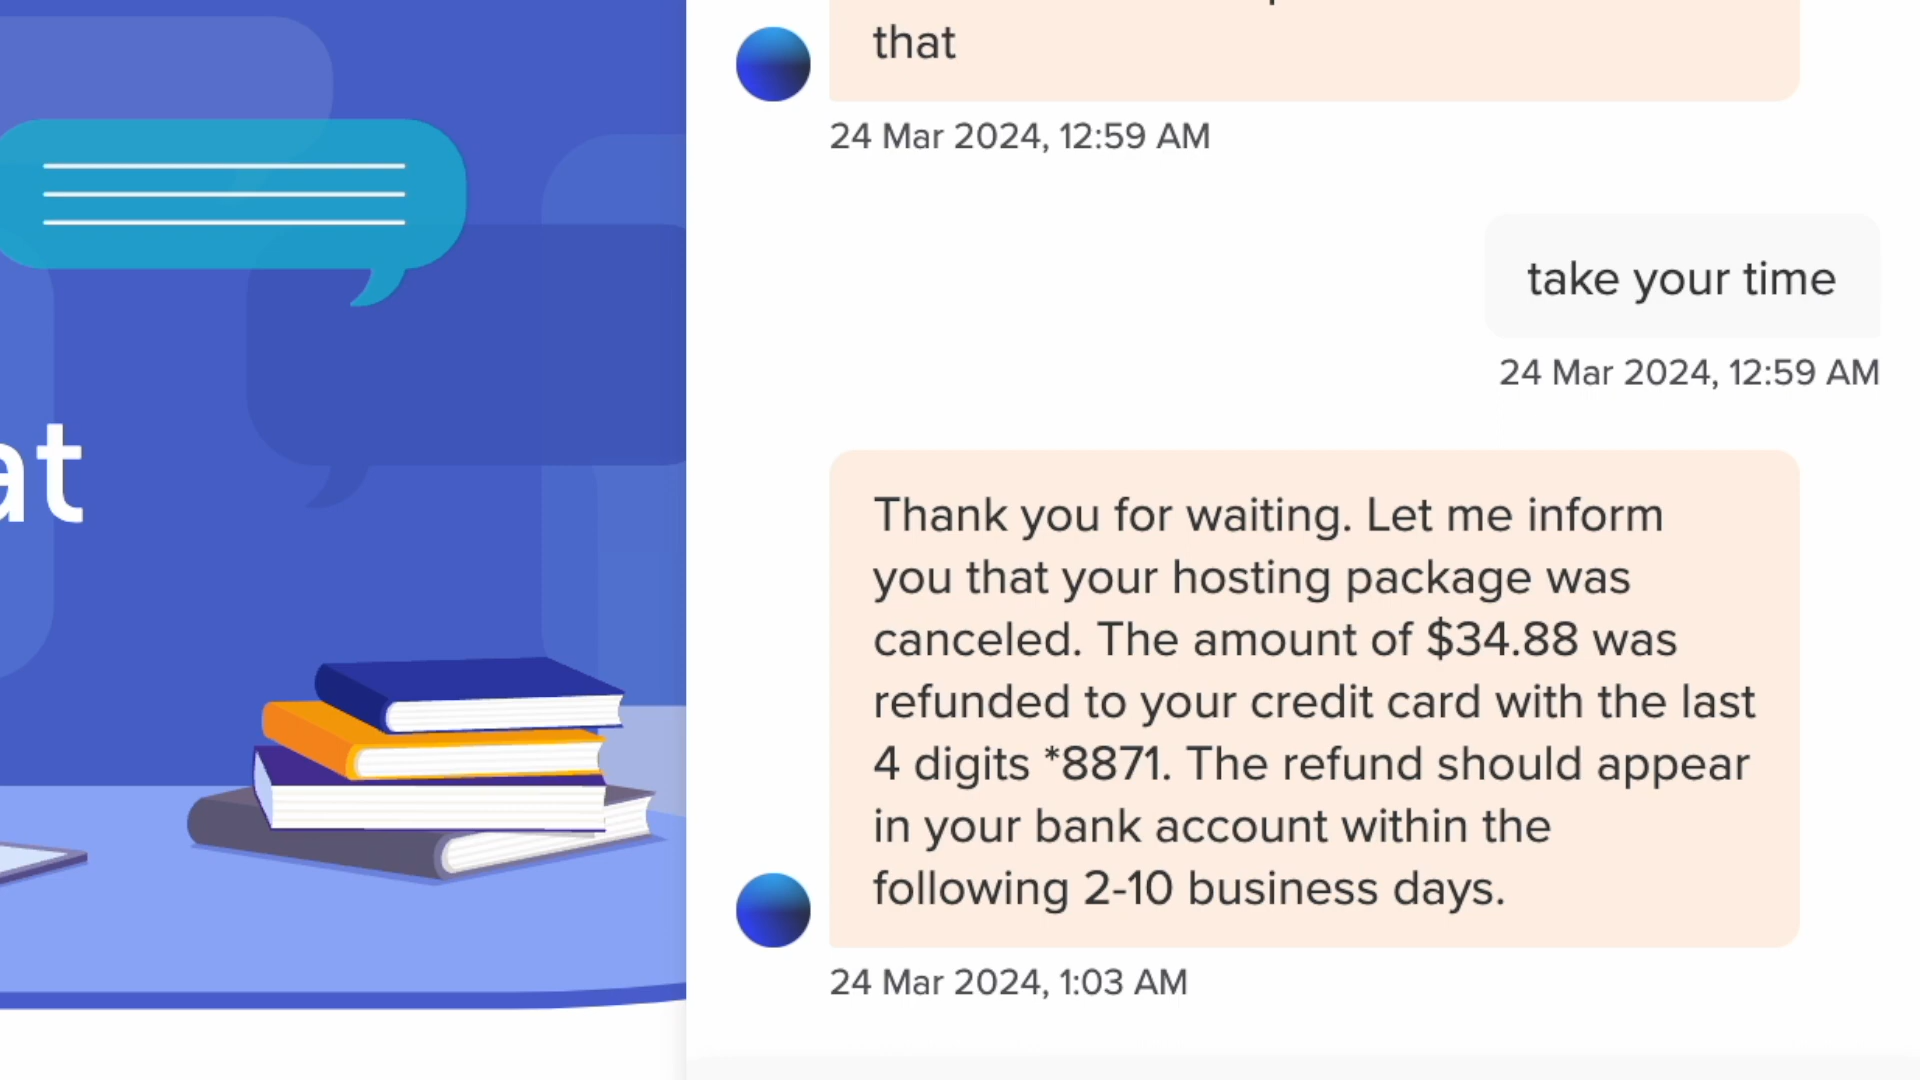 that
24 Mar 2024, 12:59 AM
take your time
24 Mar 2024, 12:59 AM
at
Thank you for waiting. Let me inform
you that your hosting package was
canceled. The amount of $34.88 was
refunded to your credit card with the last
4 digits *8871. The refund should appear
in your bank account within the
following 2-10 business days.
24 Mar 2024, 1:03 AM